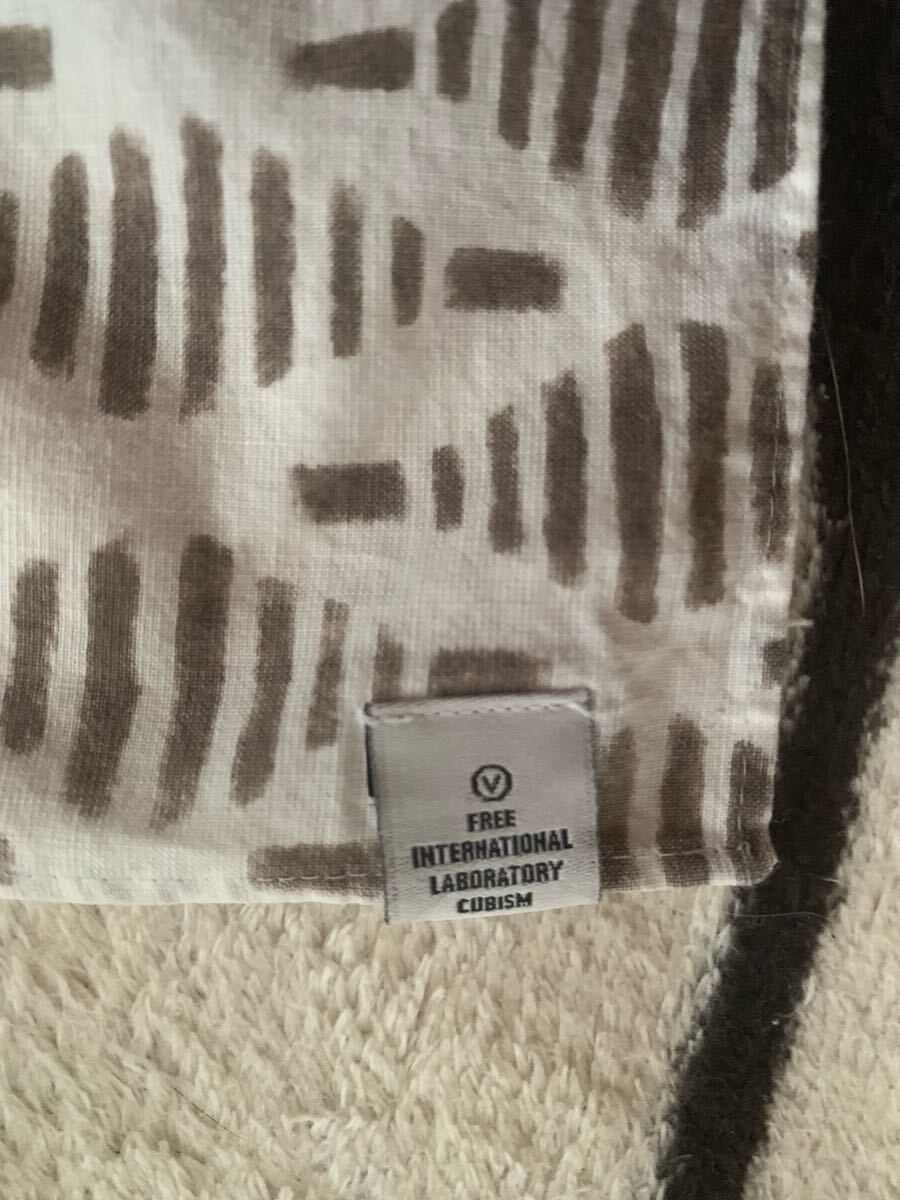 V
FREE
INTERNATIONAL
LABORATORY
CUBISM